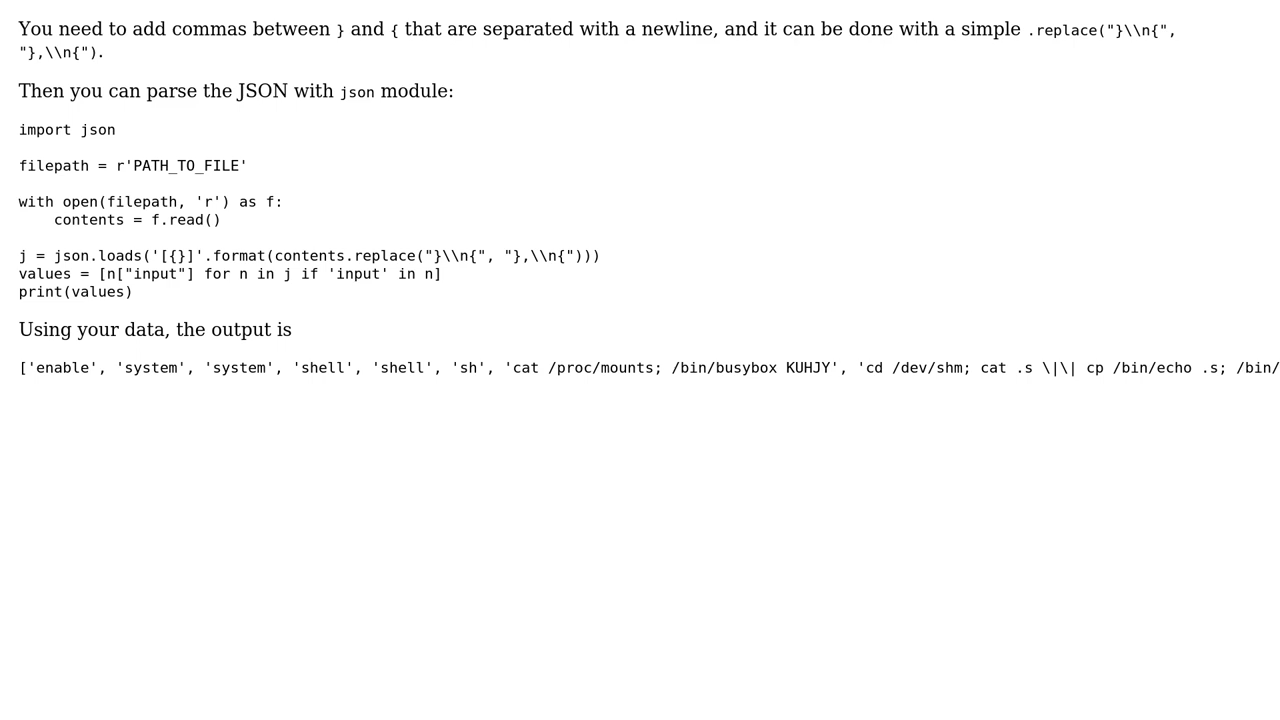 You need to add commas between } and { that are separated with a newline, and it can be done with a simple .replace("}\\n{",
"},\\n{").
Then you can parse the JSON with json module:
import json
filepath = r'PATH_TO_FILE'
with open(filepath, 'r') as f:
    contents = f.read()
j = json.loads('[{}]'.format(contents.replace("}\\n{", "},\\n{")))
values = [n["input"] for n in j if 'input' in n]
print(values)
Using your data, the output is
['enable', 'system', 'system', 'shell', 'shell', 'sh', 'cat /proc/mounts; /bin/busybox KUHJY', 'cd /dev/shm; cat .s \|\| cp /bin/echo .s; /bin/